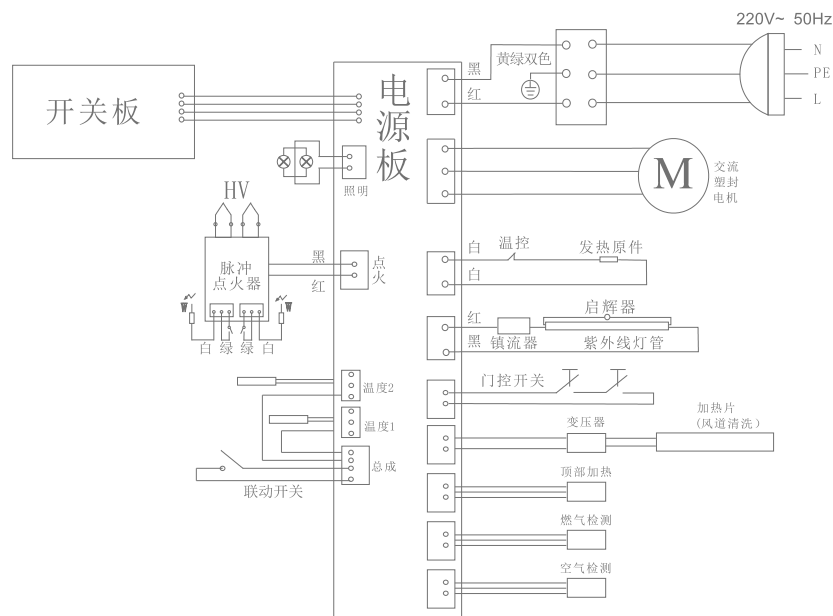 220V~ 50Hz
N
PE
L
黄绿双色
黑
红
开关板
电源板
照明
M
交流
塑封
电机
HV
脉冲
点火器
黑
红
点火
白 绿 绿 白
白
温控
发热原件
白
红
启辉器
黑
镇流器
紫外线灯管
温度2
温度1
总成
联动开关
门控开关
变压器
加热片
(风道清洗)
顶部加热
燃气检测
空气检测